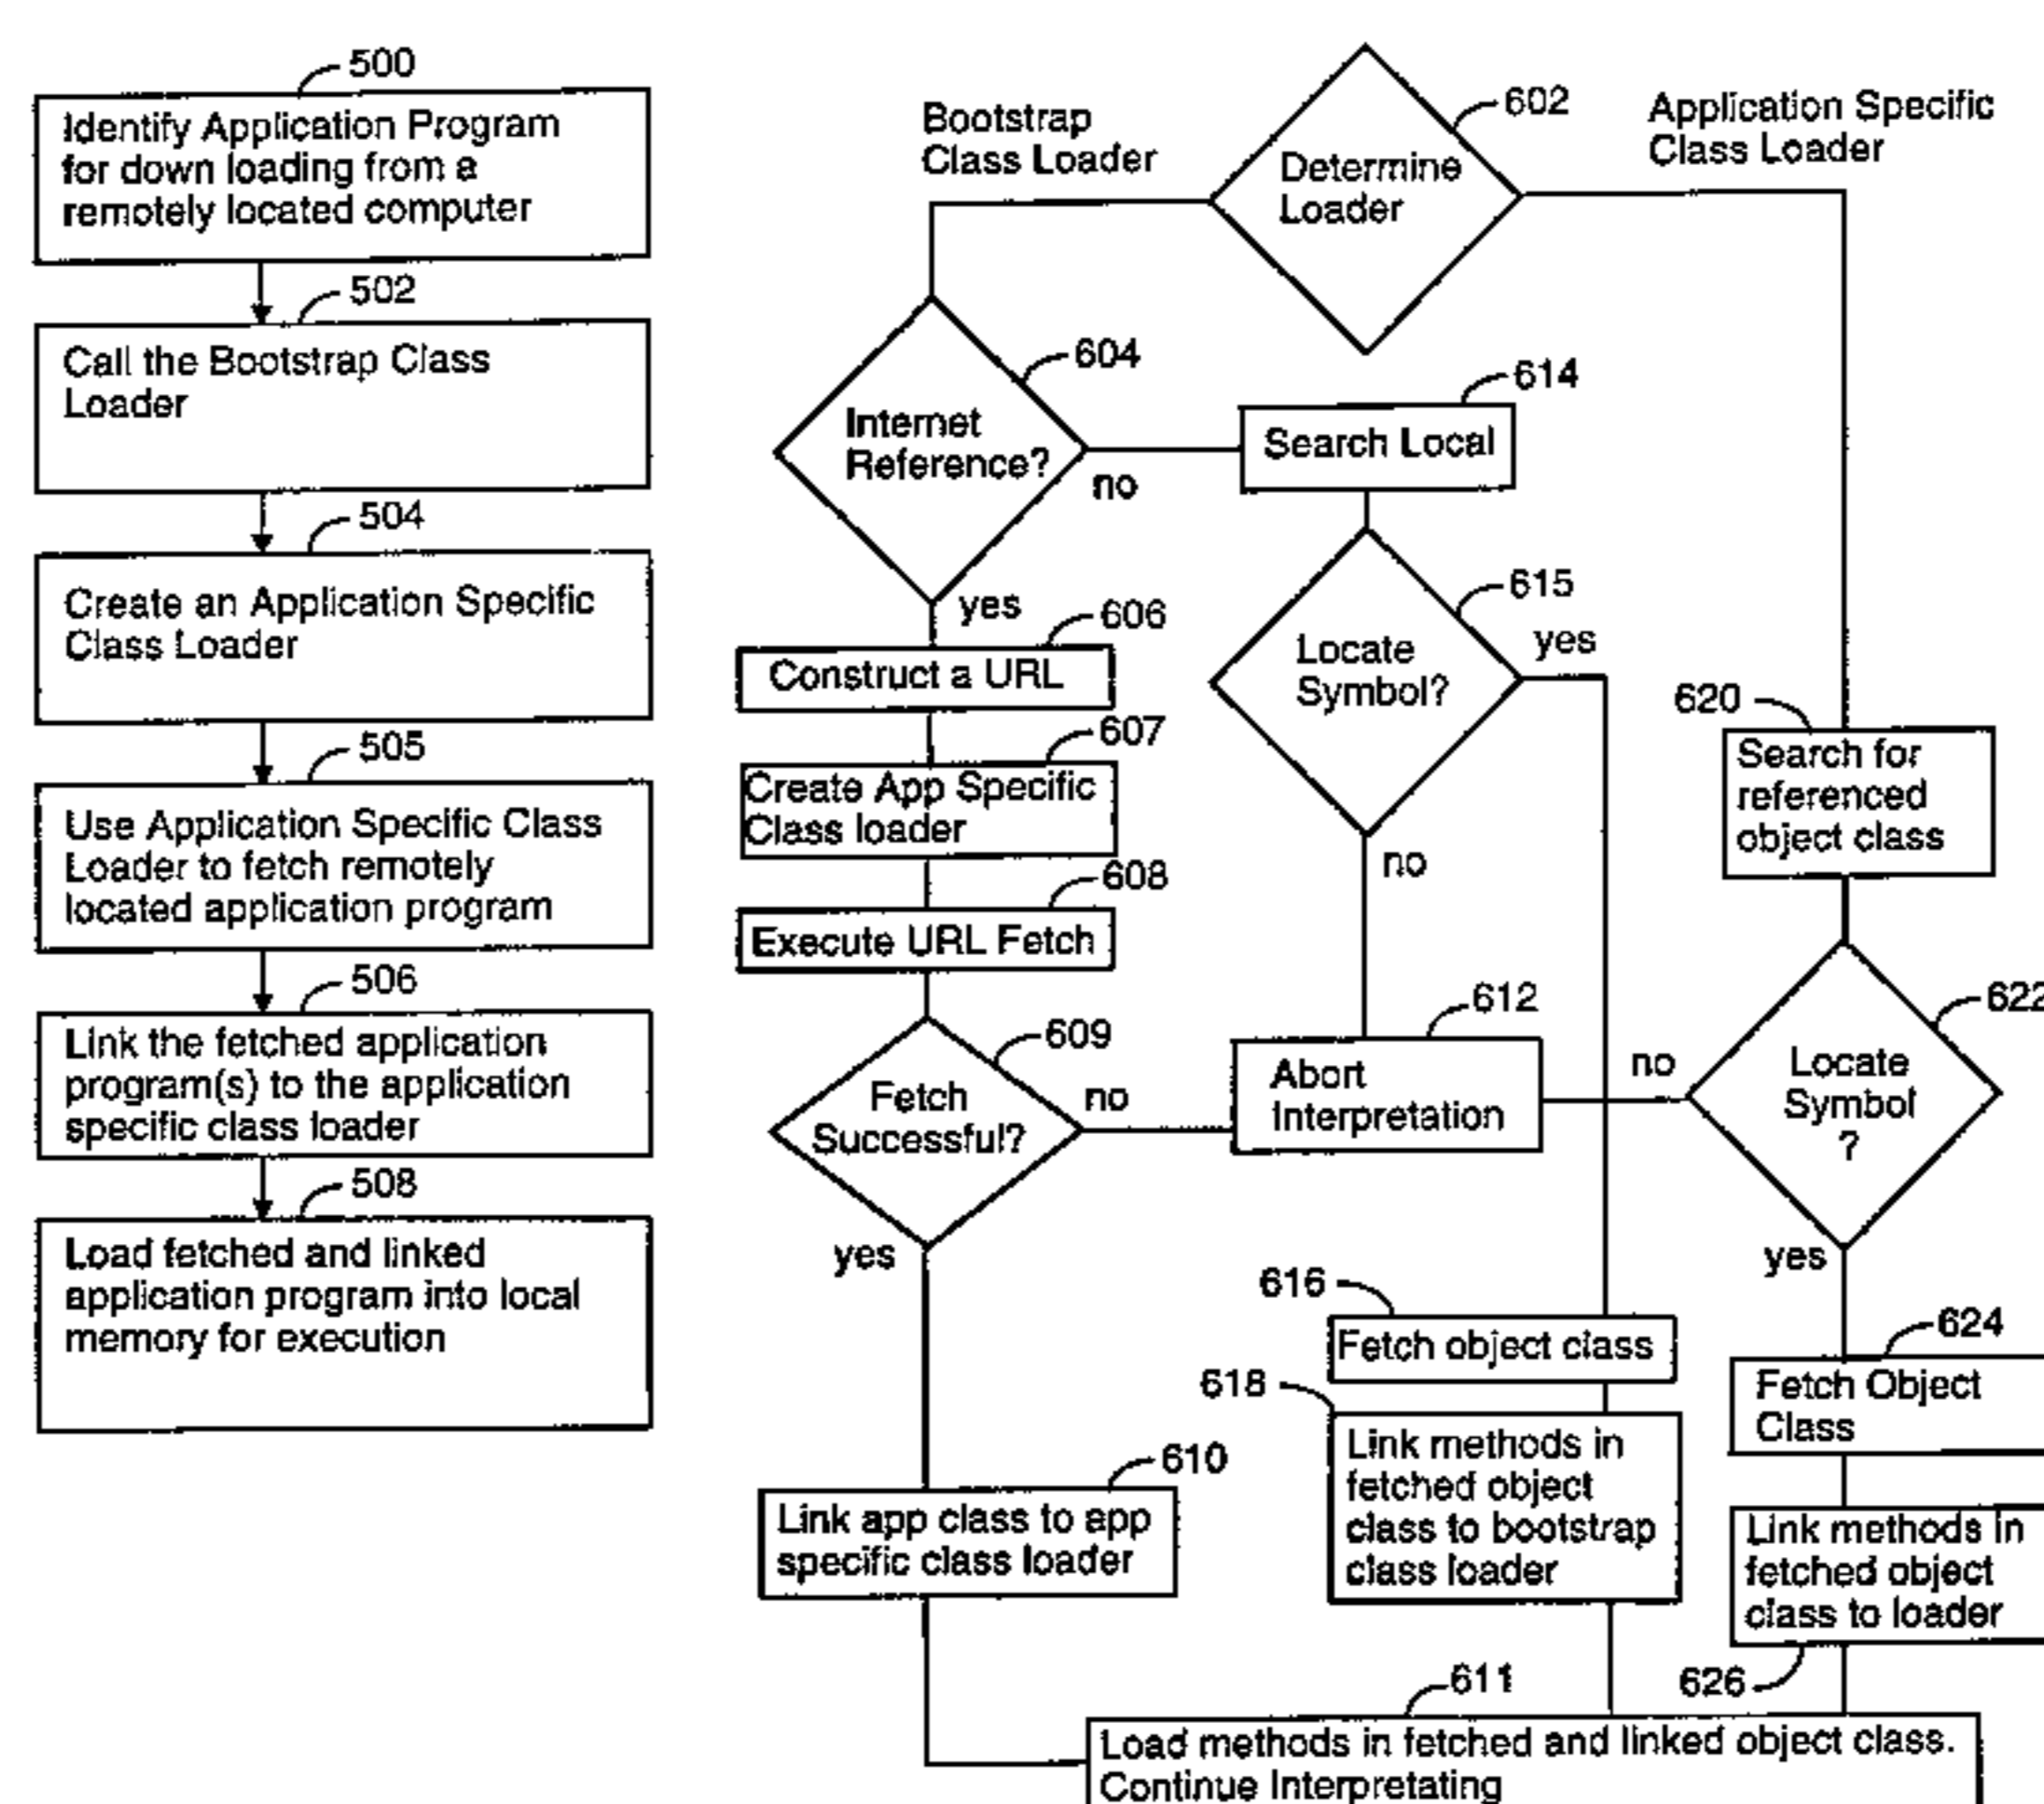 500
Identify Application Program
for down loading from a
remotely located computer
502
Call the Bootstrap Class
Loader
504
Create an Application Specific
Class Loader
505
Use Application Specific Class
Loader to fetch remotely
located application program
506
Link the fetched application
program(s) to the application
specific class loader
508
Load fetched and linked
application program into local
memory for execution
Bootstrap
Class Loader
602
Determine
Loader
Application Specific
Class Loader
604
Internet
Reference?
no
yes
614
Search Local
615
Locate
Symbol?
yes
no
606
Construct a URL
607
Create App Specific
Class loader
608
Execute URL Fetch
609
Fetch
Successful?
no
yes
612
Abort
Interpretation
620
Search for
referenced
object class
622
Locate
Symbol
?
no
yes
616
Fetch object class
618
Link methods in
fetched object
class to bootstrap
class loader
624
Fetch Object
Class
626
Link methods in
fetched object
class to loader
610
Link app class to app
specific class loader
611
Load methods in fetched and linked object class.
Continue Interpretating